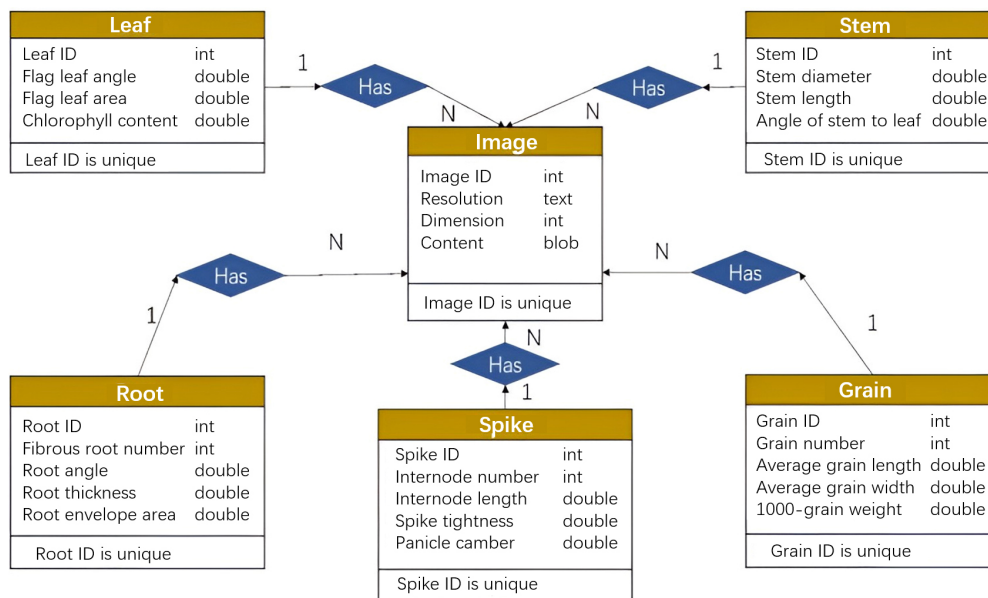 Leaf
Leaf ID int
Flag leaf angle double
Flag leaf area double
Chlorophyll content double
Leaf ID is unique
1
Has
N
Stem
Stem ID int
Stem diameter double
Stem length double
Angle of stem to leaf double
Stem ID is unique
1
Has
N
Image
Image ID int
Resolution text
Dimension int
Content blob
Image ID is unique
N
Has
1
N
Has
1
N
Has
1
Root
Root ID int
Fibrous root number int
Root angle double
Root thickness double
Root envelope area double
Root ID is unique
Spike
Spike ID int
Internode number int
Internode length double
Spike tightness double
Panicle camber double
Spike ID is unique
Grain
Grain ID int
Grain number int
Average grain length double
Average grain width double
1000-grain weight double
Grain ID is unique